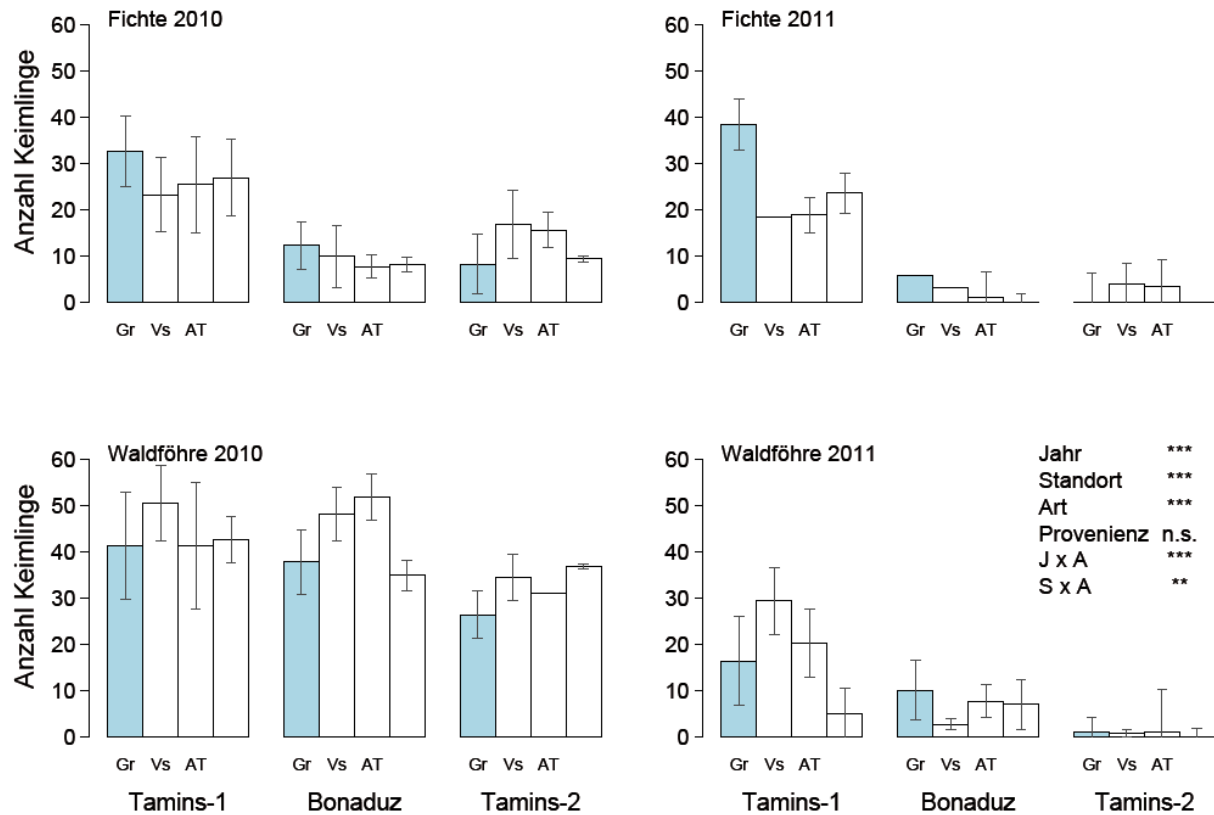 Fichte 2010
Anzahl Keimlinge
60
50
40
30
20
10
0
Gr Vs AT
Gr Vs AT
Gr Vs AT
Fichte 2011
60
50
40
30
20
10
0
Gr Vs AT
Gr Vs AT
Gr Vs AT
Waldföhre 2010
Anzahl Keimlinge
60
50
40
30
20
10
0
Gr Vs AT
Gr Vs AT
Gr Vs AT
Tamins-1 Bonaduz Tamins-2
Waldföhre 2011
60
50
40
30
20
10
0
Jahr ***
Standort ***
Art ***
Provenienz n.s.
J x A ***
S x A **
Gr Vs AT
Gr Vs AT
Gr Vs AT
Tamins-1 Bonaduz Tamins-2